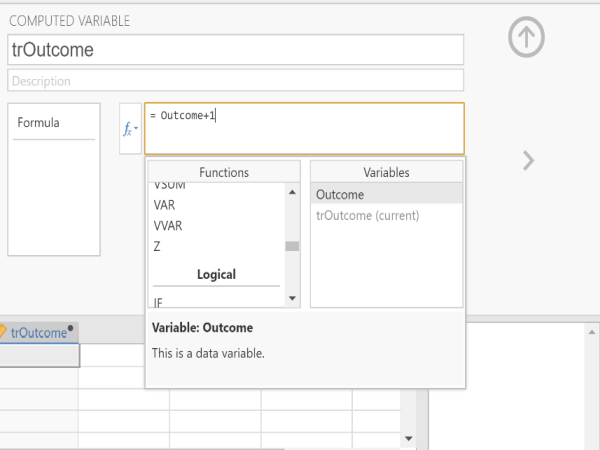 COMPUTED VARIABLE
trOutcome
Description
Formula
fx
= Outcome+1
Functions
VSUM
VAR
VVAR
Z
Logical
IF
Variables
Outcome
trOutcome (current)
Variable: Outcome
This is a data variable.
trOutcome